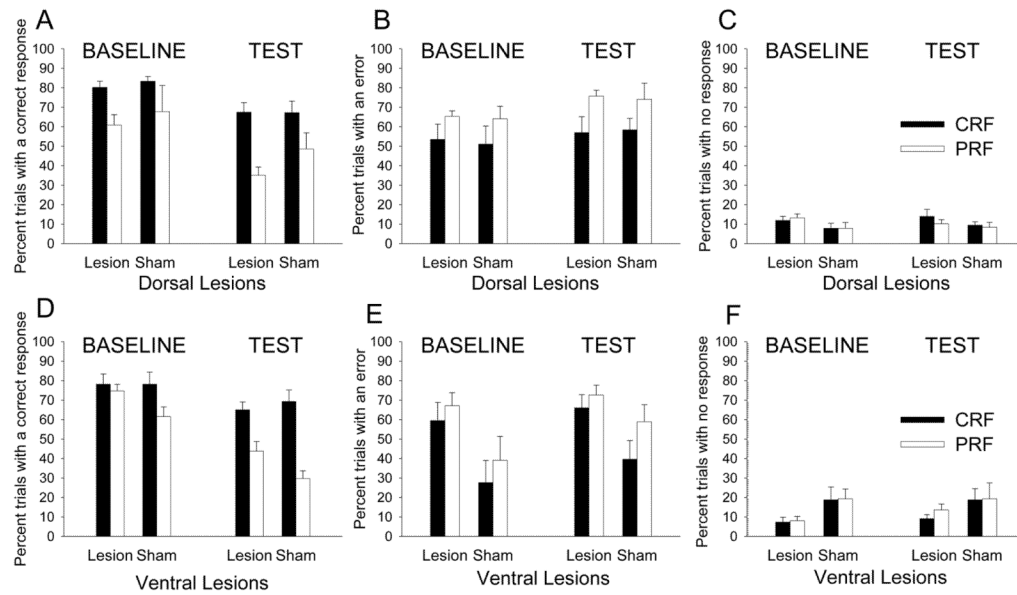 A
BASELINE TEST
Percent trials with a correct response
100
90
80
70
60
50
40
30
20
10
0
Lesion Sham Lesion Sham
Dorsal Lesions
B
BASELINE TEST
Percent trials with an error
100
90
80
70
60
50
40
30
20
10
0
Lesion Sham Lesion Sham
Dorsal Lesions
C
BASELINE TEST
Percent trials with no response
100
90
80
70
60
50
40
30
20
10
0
CRF
PRF
Lesion Sham Lesion Sham
Dorsal Lesions
D
BASELINE TEST
Percent trials with a correct response
100
90
80
70
60
50
40
30
20
10
0
Lesion Sham Lesion Sham
Ventral Lesions
E
BASELINE TEST
Percent trials with an error
100
90
80
70
60
50
40
30
20
10
0
Lesion Sham Lesion Sham
Ventral Lesions
F
BASELINE TEST
Percent trials with no response
100
90
80
70
60
50
40
30
20
10
0
CRF
PRF
Lesion Sham Lesion Sham
Ventral Lesions